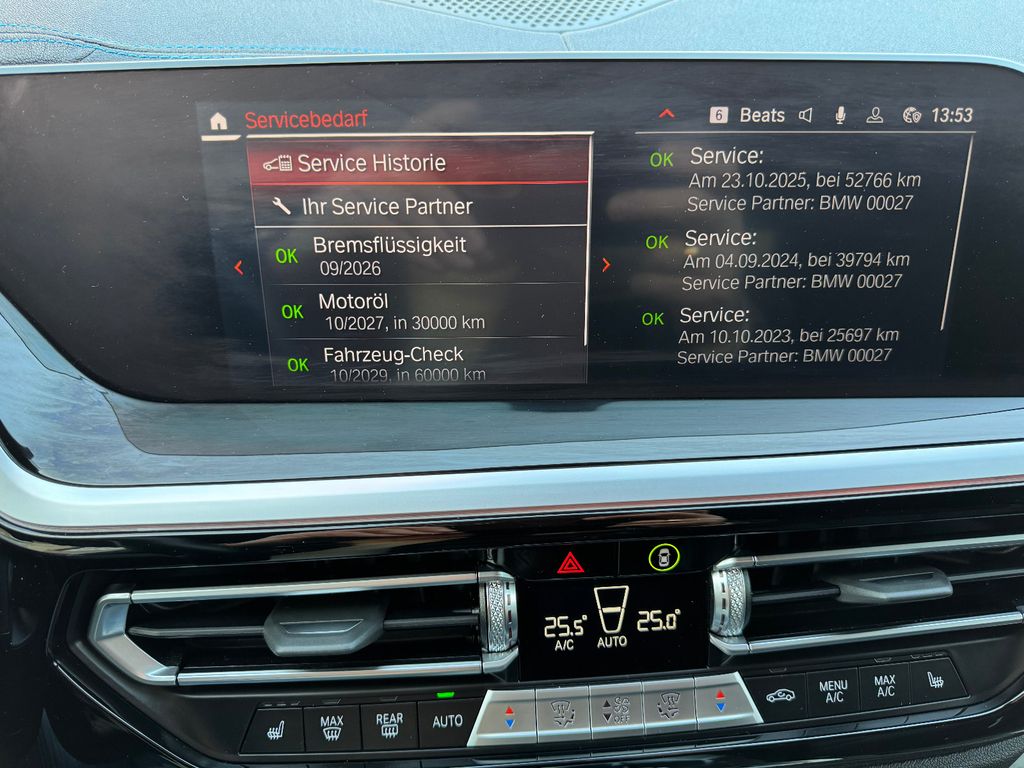 Servicebedarf
6 Beats 13:53
Service Historie
Ihr Service Partner
OK Bremsflüssigkeit
09/2026
OK Motoröl
10/2027, in 30000 km
OK Fahrzeug-Check
10/2029, in 60000 km
OK Service:
Am 23.10.2025, bei 52766 km
Service Partner: BMW 00027
OK Service:
Am 04.09.2024, bei 39794 km
Service Partner: BMW 00027
OK Service:
Am 10.10.2023, bei 25697 km
Service Partner: BMW 00027
25.5° 25.0°
A/C AUTO
MAX
REAR
AUTO
OFF
MENU
A/C
MAX
A/C